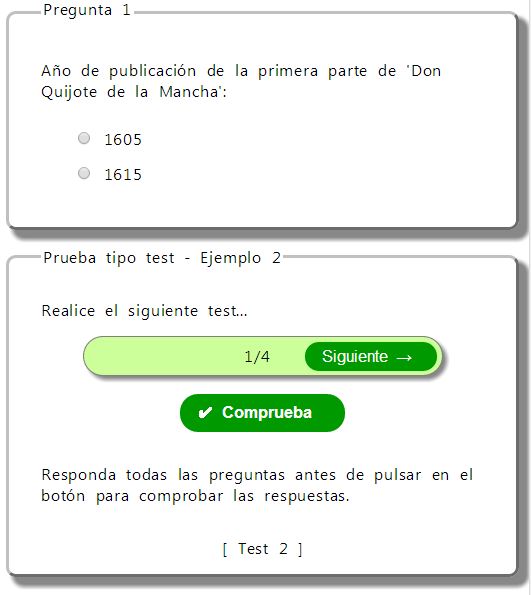 Pregunta 1
Año de publicación de la primera parte de 'Don
Quijote de la Mancha':
1605
1615
Prueba tipo test - Ejemplo 2
Realice el siguiente test...
1/4 Siguiente →
✔ Comprueba
Responda todas las preguntas antes de pulsar en el
botón para comprobar las respuestas.
[ Test 2 ]